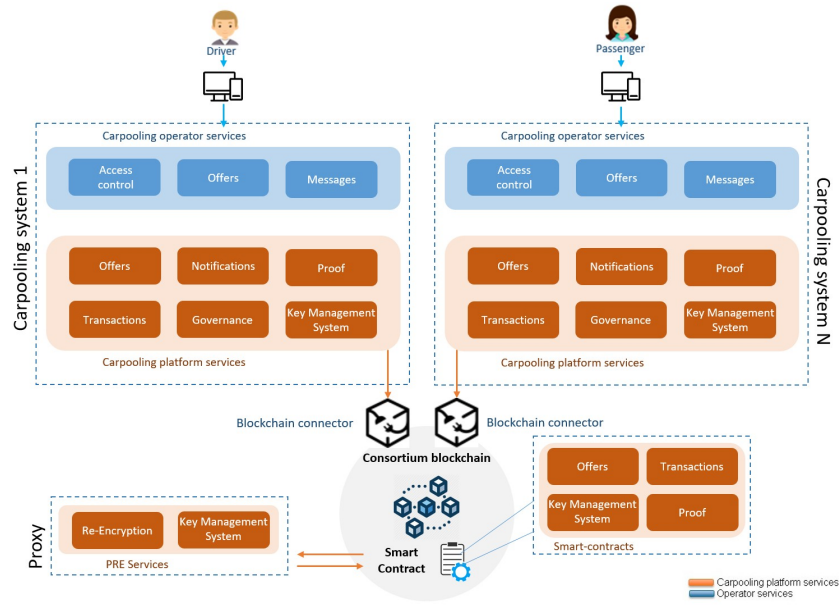 Driver
Passenger
Carpooling system 1
Carpooling operator services
Access
control
Offers
Messages
Offers
Notifications
Proof
Transactions
Governance
Key Management
System
Carpooling platform services
Carpooling operator services
Access
control
Offers
Messages
Offers
Notifications
Proof
Transactions
Governance
Key Management
System
Carpooling platform services
Carpooling system N
Blockchain connector
Blockchain connector
Consortium blockchain
Smart
Contract
Offers
Transactions
Key Management
System
Proof
Smart-contracts
Proxy
Re-Encryption
Key Management
System
PRE Services
Carpooling platform services
Operator services